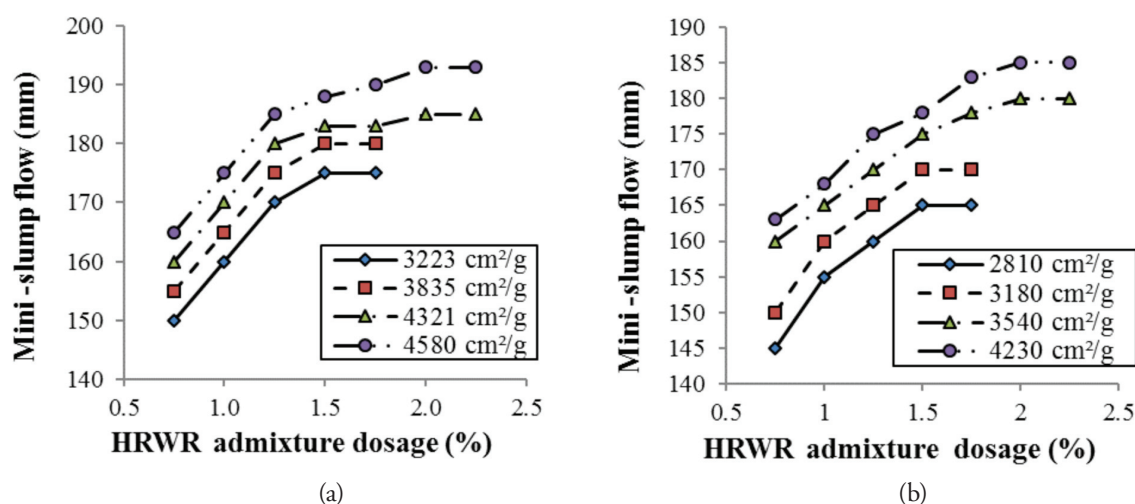 200
190
180
170
160
150
140
0.5 1.0 1.5 2.0 2.5
Mini -slump flow (mm)
HRWR admixture dosage (%)
3223 cm²/g
3835 cm²/g
4321 cm²/g
4580 cm²/g
(a)
190
185
180
175
170
165
160
155
150
145
140
0.5 1 1.5 2 2.5
Mini -slump flow (mm)
HRWR admixture dosage (%)
2810 cm²/g
3180 cm²/g
3540 cm²/g
4230 cm²/g
(b)